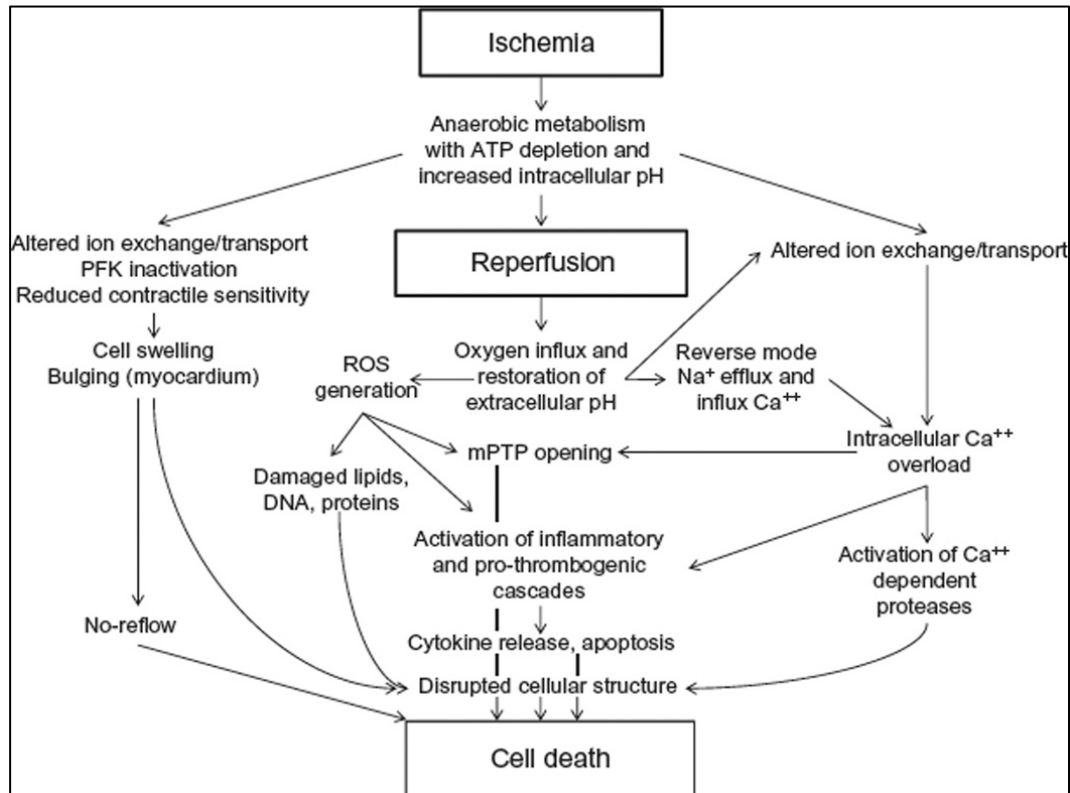 Ischemia
Anaerobic metabolism
with ATP depletion and
increased intracellular pH
Altered ion exchange/transport
PFK inactivation
Reduced contractile sensitivity
Reperfusion
Altered ion exchange/transport
Cell swelling
Bulging (myocardium)
ROS
generation
Oxygen influx and
restoration of
extracellular pH
Reverse mode
Na⁺ efflux and
influx Ca⁺⁺
mPTP opening
Intracellular Ca⁺⁺
overload
Damaged lipids,
DNA, proteins
Activation of inflammatory
and pro-thrombogenic
cascades
Activation of Ca⁺⁺
dependent
proteases
No-reflow
Cytokine release, apoptosis
Disrupted cellular structure
Cell death